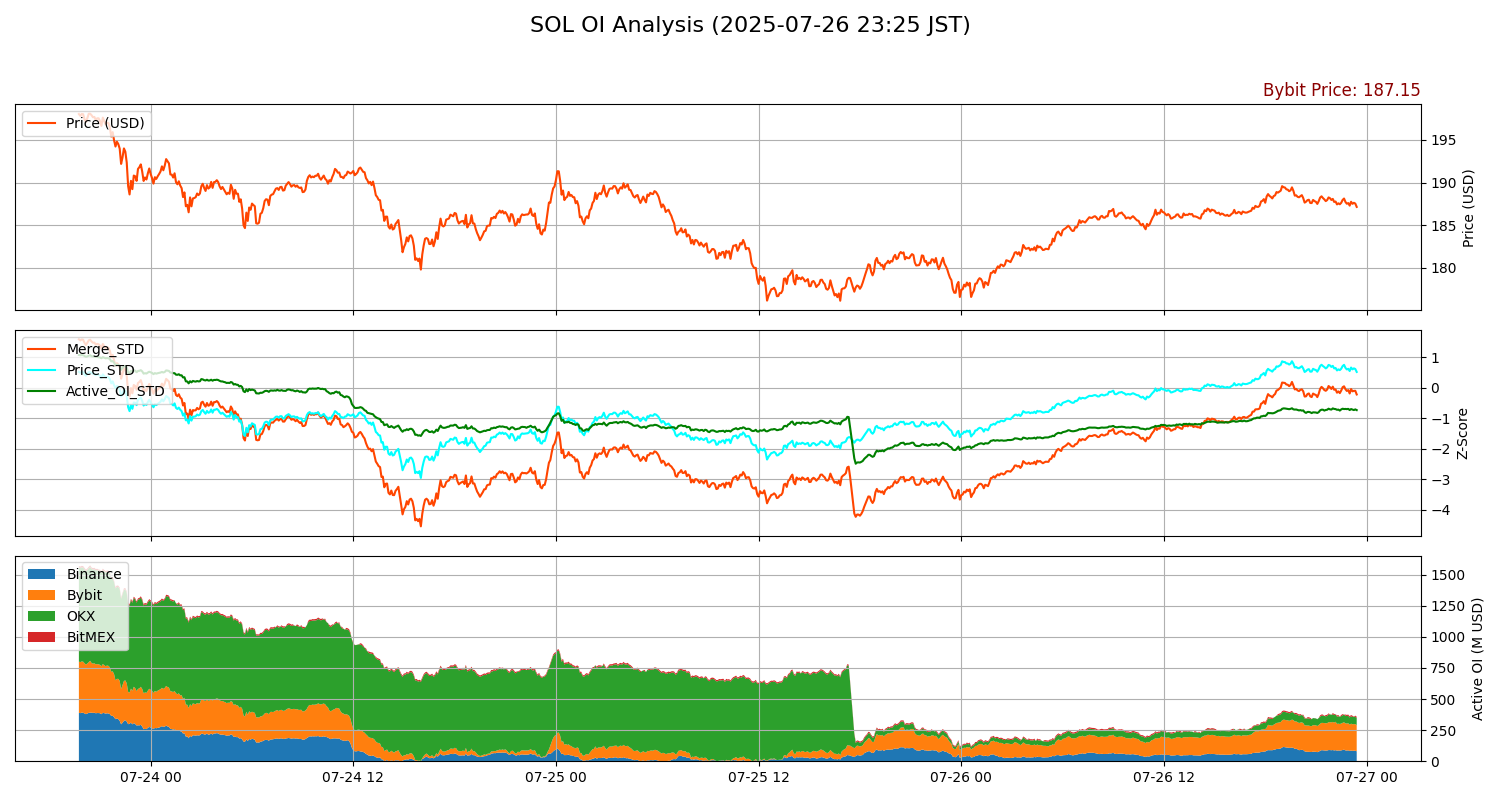 SOL OI Analysis (2025-07-26 23:25 JST)
Bybit Price: 187.15
Price (USD)
195
190
185
180
Price (USD)
Merge_STD
Price_STD
Active_OI_STD
1
0
−1
−2
−3
−4
Z-Score
Binance
Bybit
OKX
BitMEX
1500
1250
1000
750
500
250
0
Active OI (M USD)
07-24 00
07-24 12
07-25 00
07-25 12
07-26 00
07-26 12
07-27 00